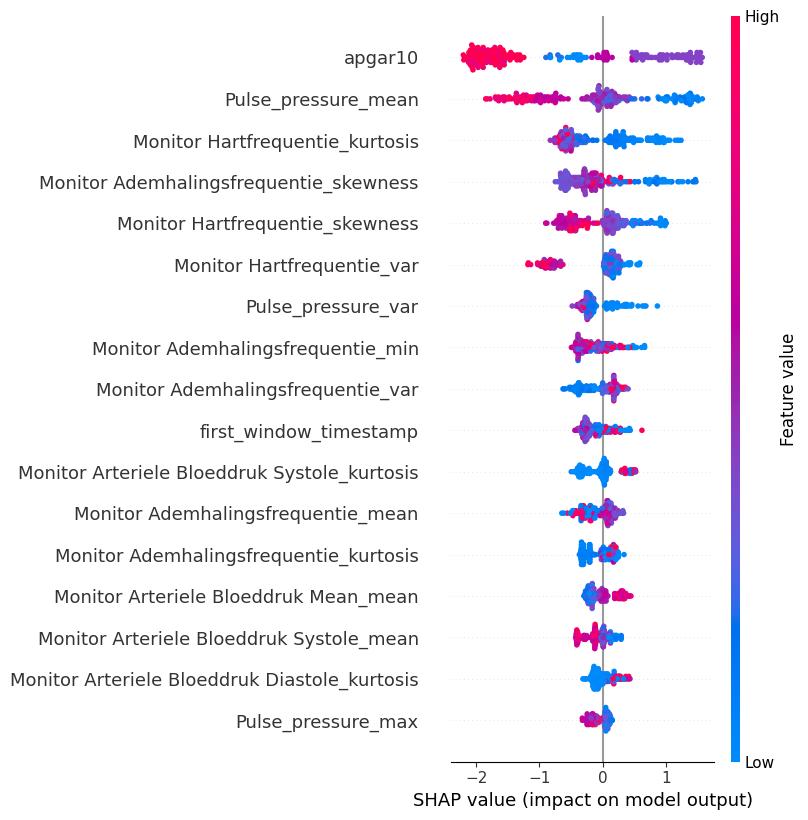 High
apgar10
Pulse_pressure_mean
Monitor Hartfrequentie_kurtosis
Monitor Ademhalingsfrequentie_skewness
Monitor Hartfrequentie_skewness
Monitor Hartfrequentie_var
Pulse_pressure_var
Monitor Ademhalingsfrequentie_min
Monitor Ademhalingsfrequentie_var
first_window_timestamp
Monitor Arteriele Bloeddruk Systole_kurtosis
Monitor Ademhalingsfrequentie_mean
Monitor Ademhalingsfrequentie_kurtosis
Monitor Arteriele Bloeddruk Mean_mean
Monitor Arteriele Bloeddruk Systole_mean
Monitor Arteriele Bloeddruk Diastole_kurtosis
Pulse_pressure_max
Feature value
Low
−2 −1 0 1
SHAP value (impact on model output)